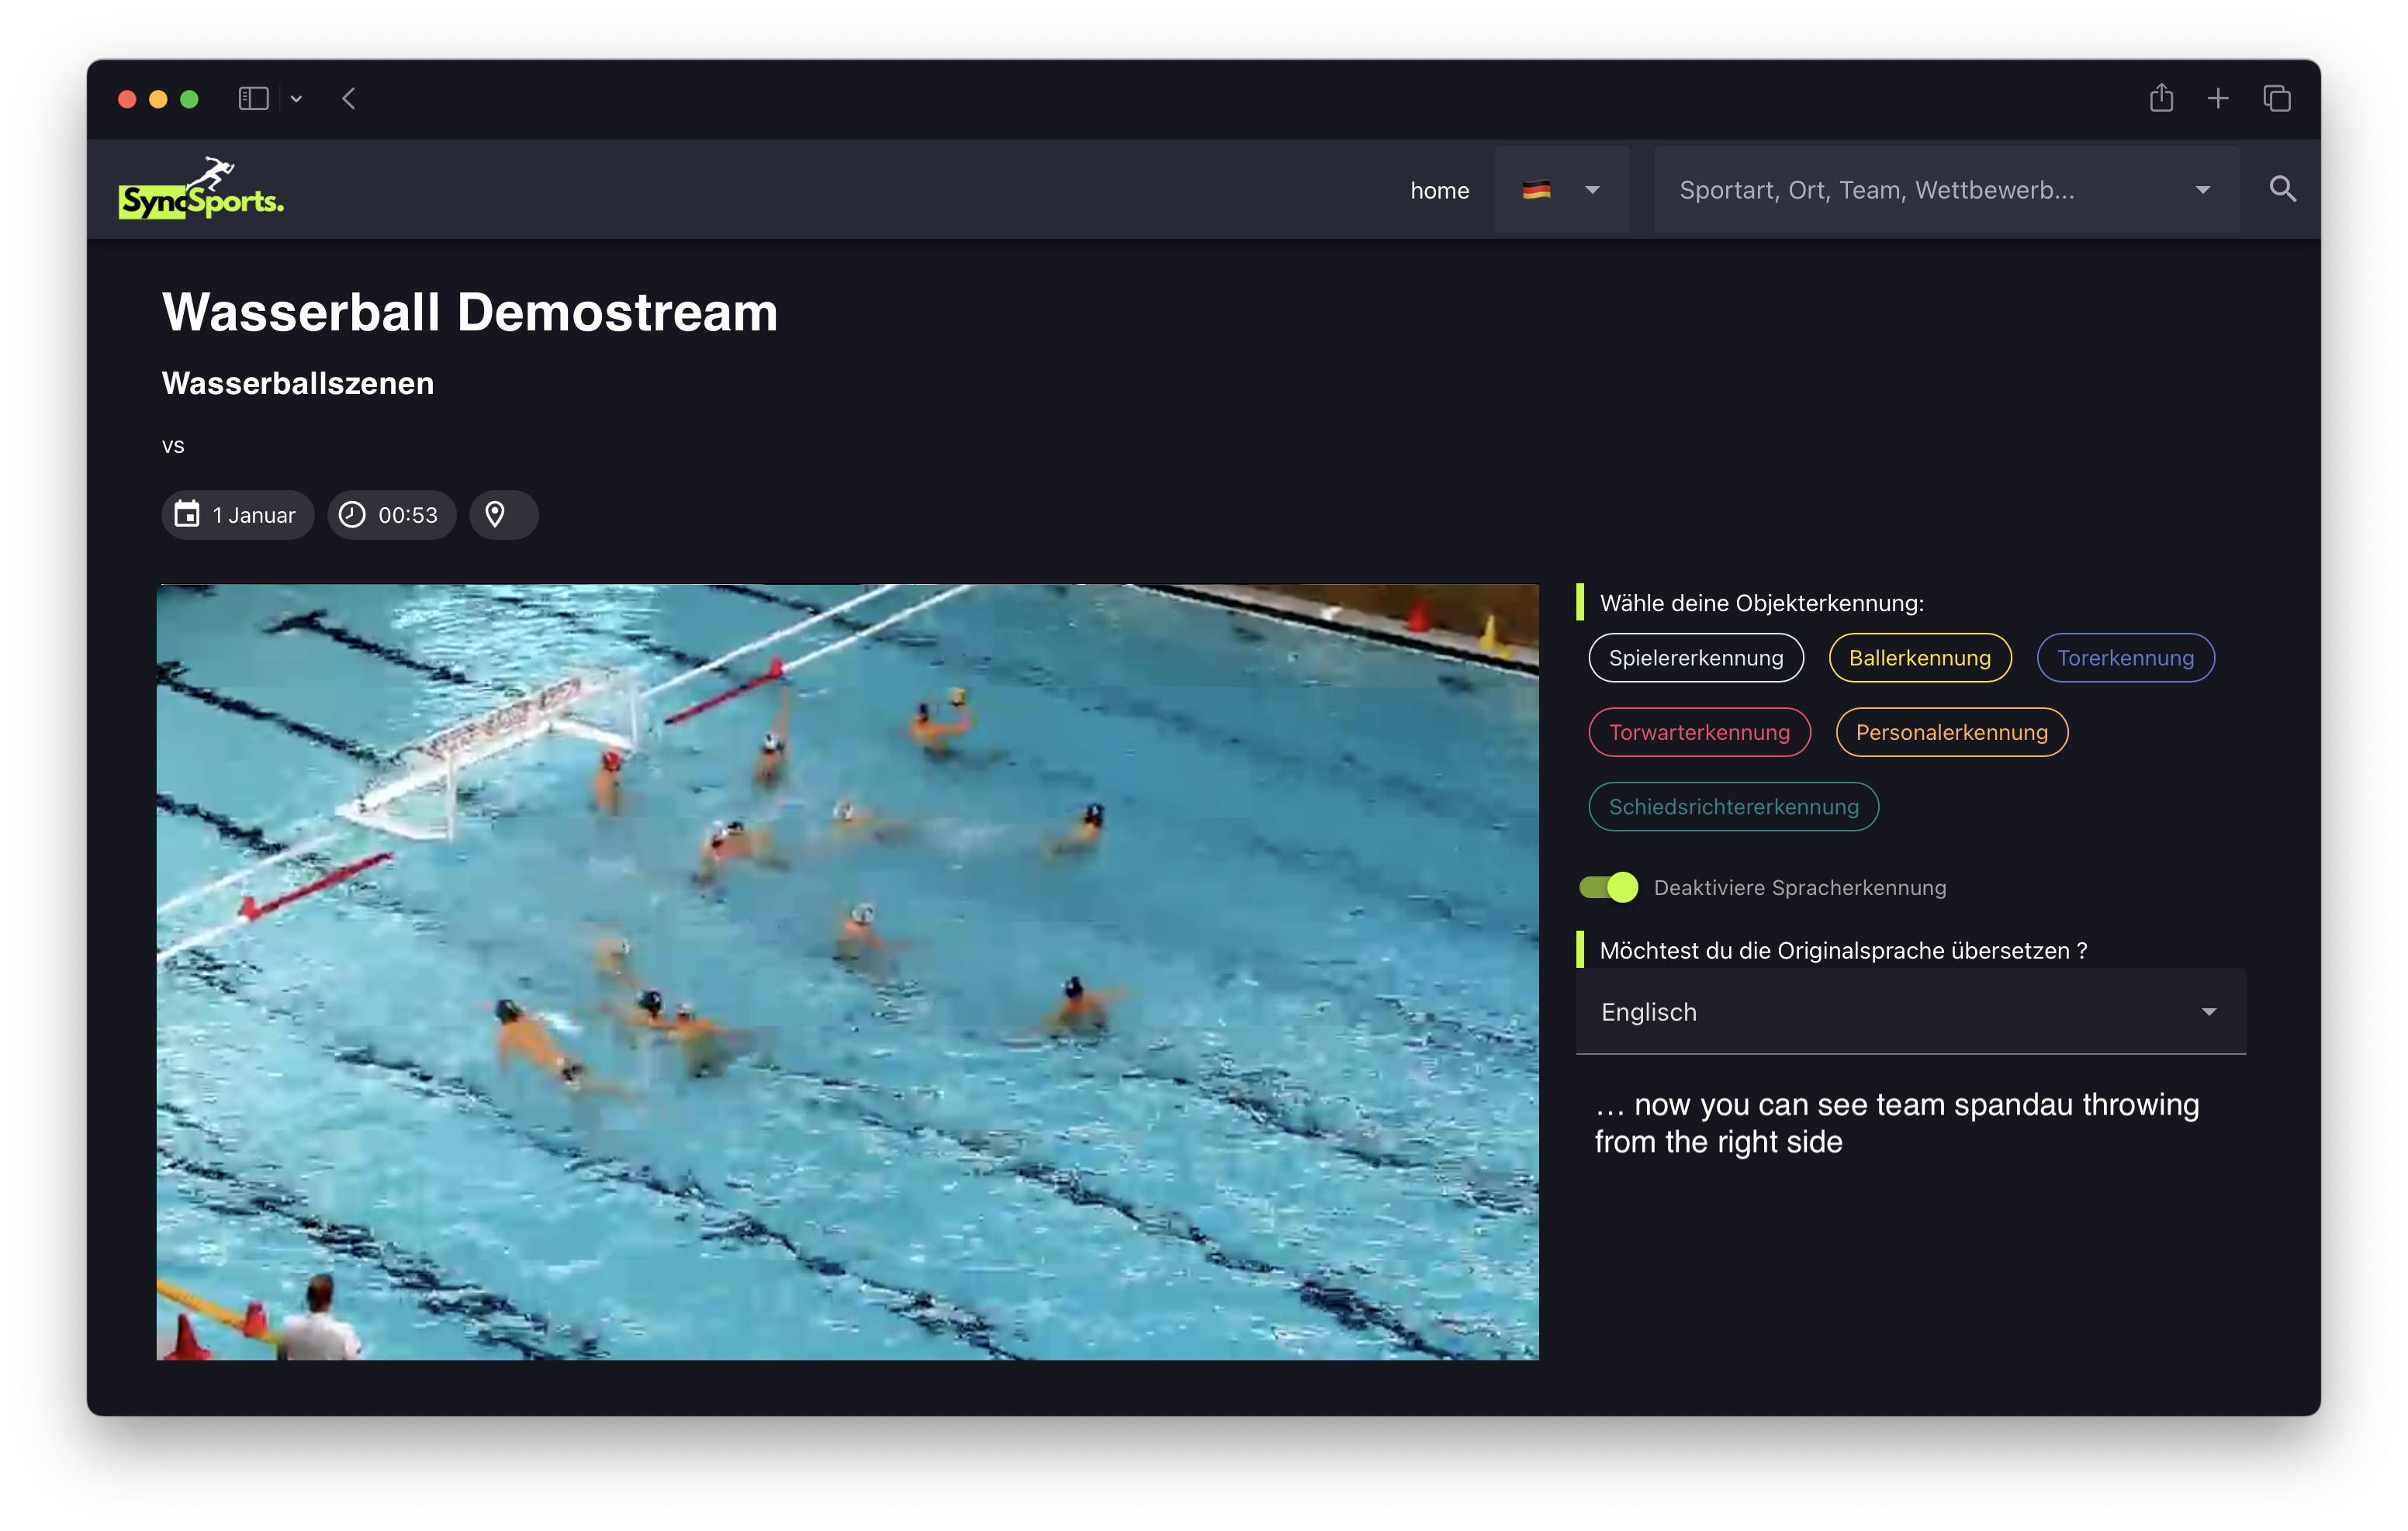 SyncSports.
home
Sportart, Ort, Team, Wettbewerb...
Wasserball Demostream
Wasserballszenen
vs
1 Januar
00:53
Wähle deine Objekterkennung:
Spielererkennung
Ballerkennung
Torerkennung
Torwarterkennung
Personalerkennung
Schiedsrichtererkennung
Deaktiviere Spracherkennung
Möchtest du die Originalsprache übersetzen ?
Englisch
... now you can see team spandau throwing
from the right side